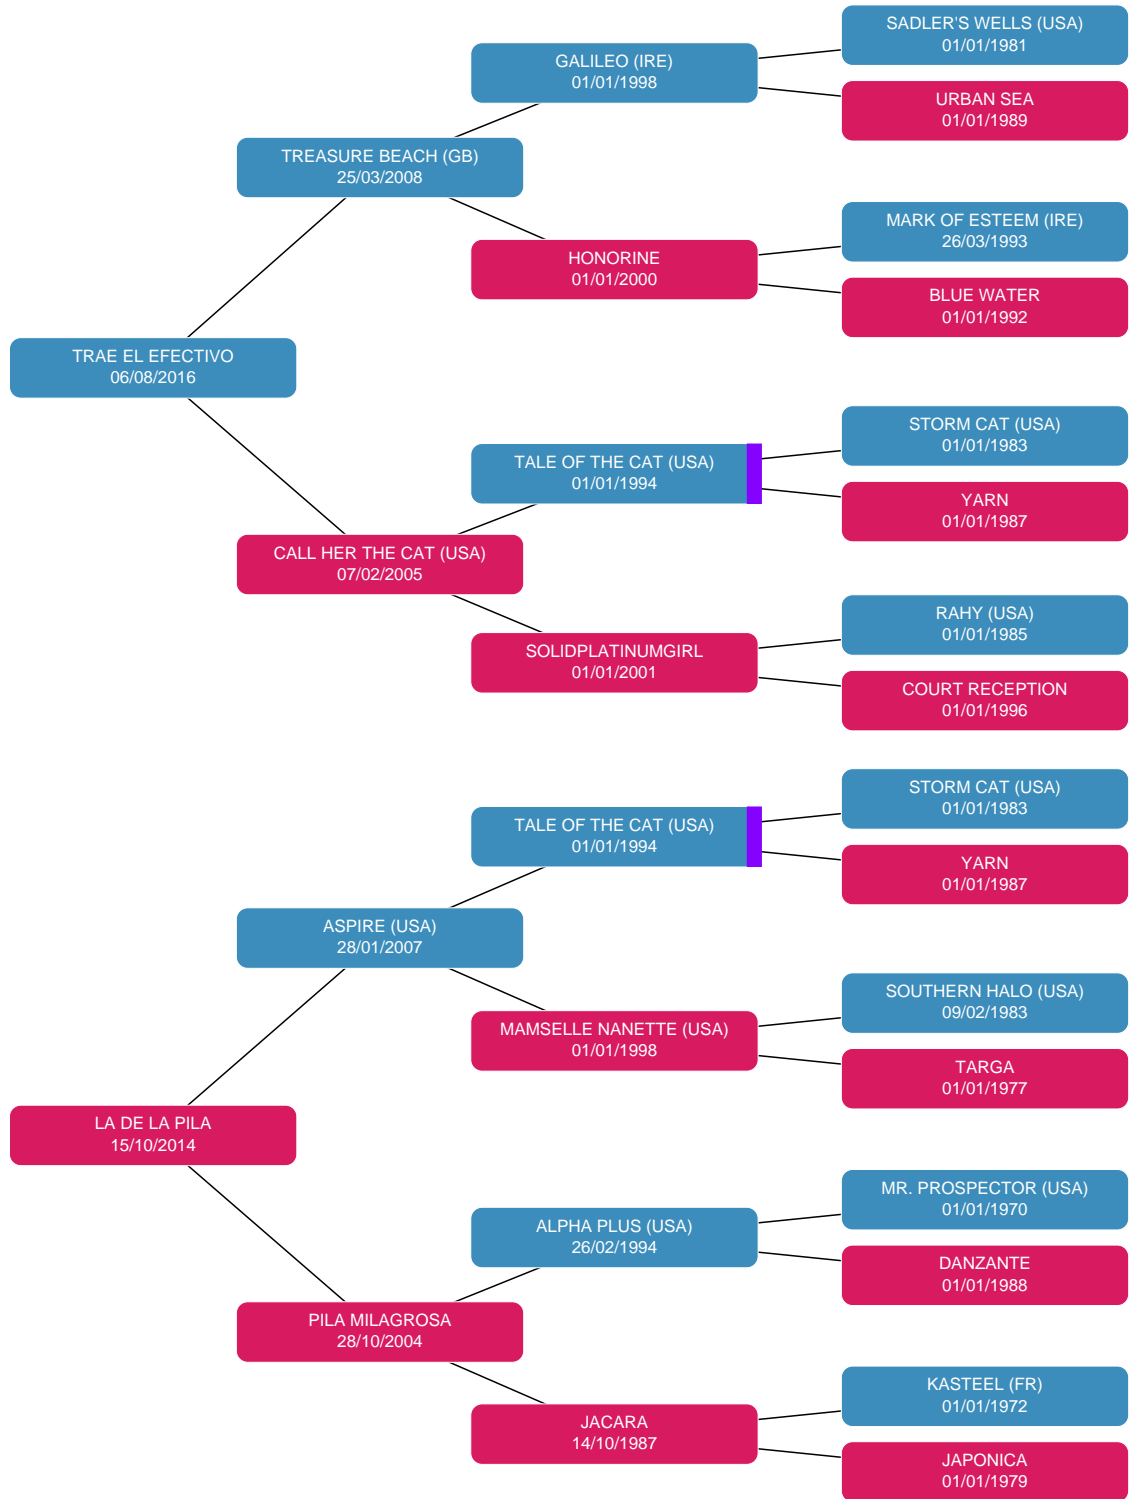 SADLER'S WELLS (USA)
01/01/1981
GALILEO (IRE)
01/01/1998
URBAN SEA
01/01/1989
TREASURE BEACH (GB)
25/03/2008
MARK OF ESTEEM (IRE)
26/03/1993
HONORINE
01/01/2000
BLUE WATER
01/01/1992
TRAE EL EFECTIVO
06/08/2016
STORM CAT (USA)
01/01/1983
TALE OF THE CAT (USA)
01/01/1994
YARN
01/01/1987
CALL HER THE CAT (USA)
07/02/2005
RAHY (USA)
01/01/1985
SOLIDPLATINUMGIRL
01/01/2001
COURT RECEPTION
01/01/1996
STORM CAT (USA)
01/01/1983
TALE OF THE CAT (USA)
01/01/1994
YARN
01/01/1987
ASPIRE (USA)
28/01/2007
SOUTHERN HALO (USA)
09/02/1983
MAMSELLE NANETTE (USA)
01/01/1998
TARGA
01/01/1977
LA DE LA PILA
15/10/2014
MR. PROSPECTOR (USA)
01/01/1970
ALPHA PLUS (USA)
26/02/1994
DANZANTE
01/01/1988
PILA MILAGROSA
28/10/2004
KASTEEL (FR)
01/01/1972
JACARA
14/10/1987
JAPONICA
01/01/1979